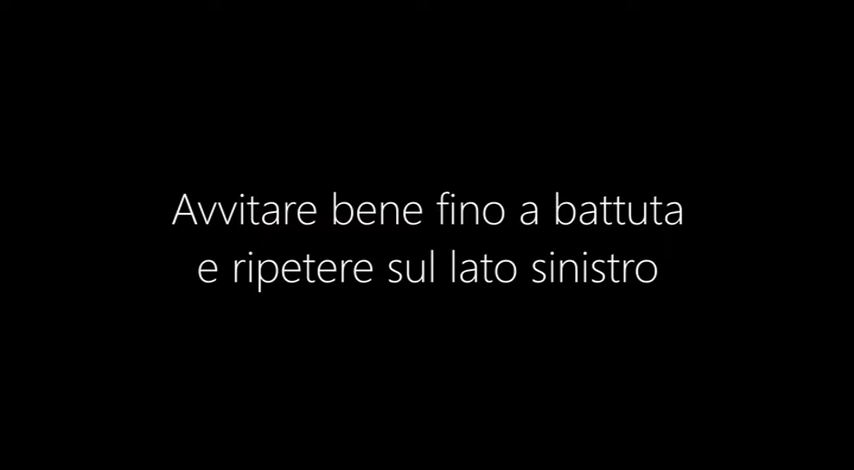 Avvitare bene fino a battuta
e ripetere sul lato sinistro